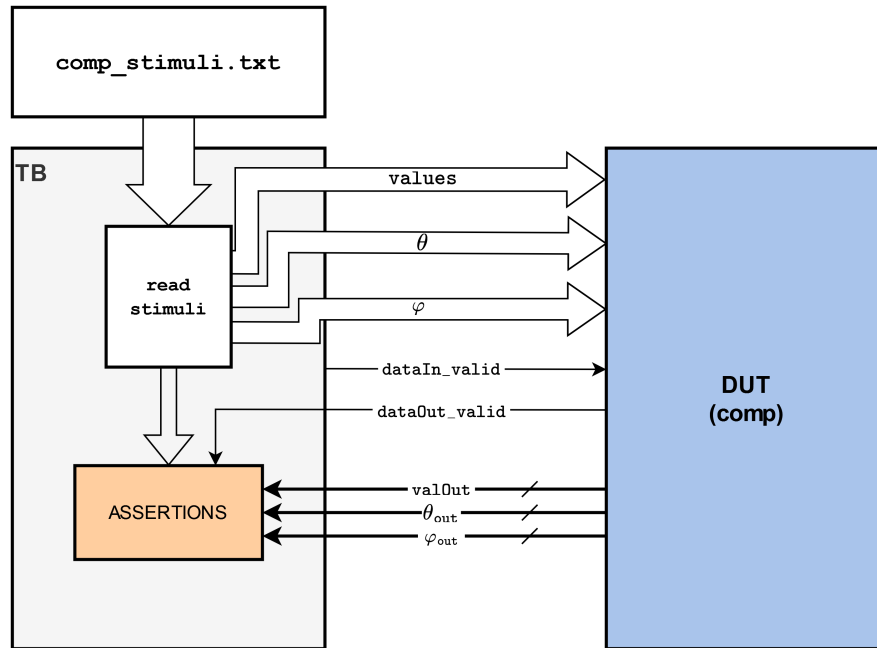 comp_stimuli.txt
TB
values
θ
read
stimuli
φ
dataIn_valid
DUT
(comp)
dataOut_valid
valOut
ASSERTIONS
θout
φout